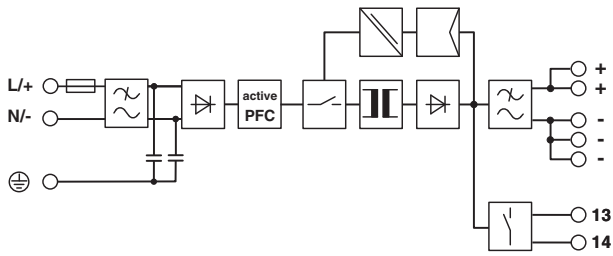 L/+
N/-
active
PFC
+
+
-
-
-
13
14